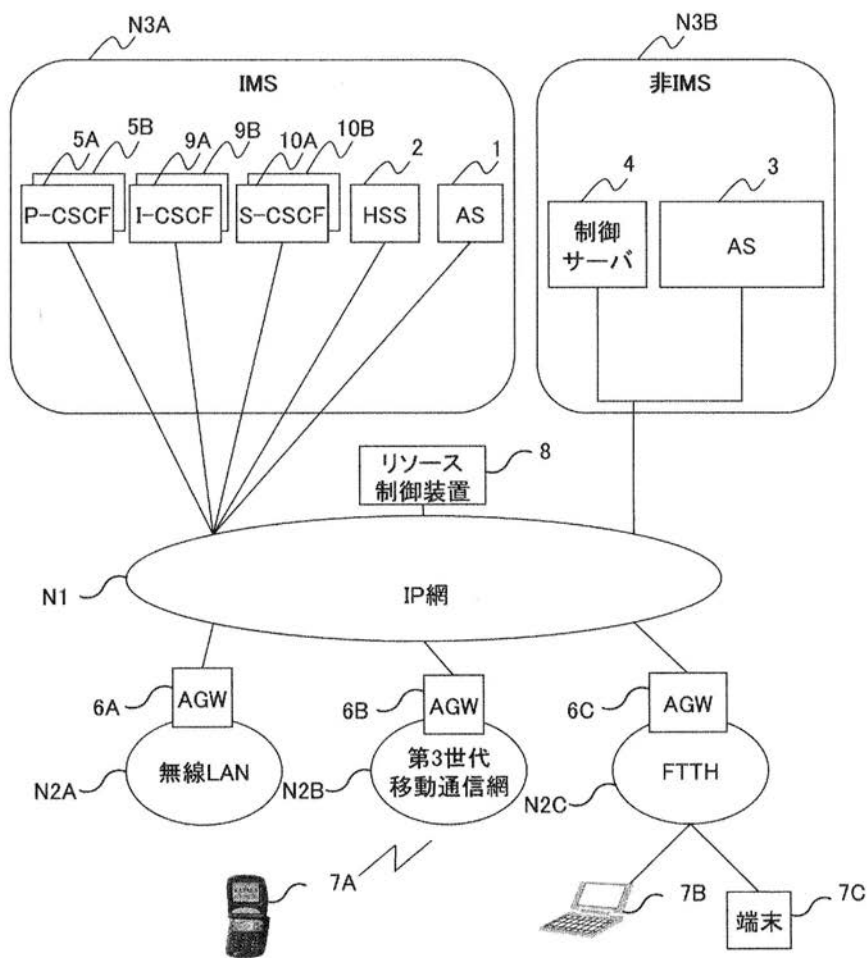 N3A
N3B
IMS
非IMS
5A
5B
9A
9B
10A
10B
2
1
4
3
P-CSCF
I-CSCF
S-CSCF
HSS
AS
制御
サーバ
AS
リソース
制御装置
8
N1
IP網
6A
AGW
6B
AGW
6C
AGW
N2A
無線LAN
N2B
第3世代
移動通信網
N2C
FTTH
7A
7B
端末
7C